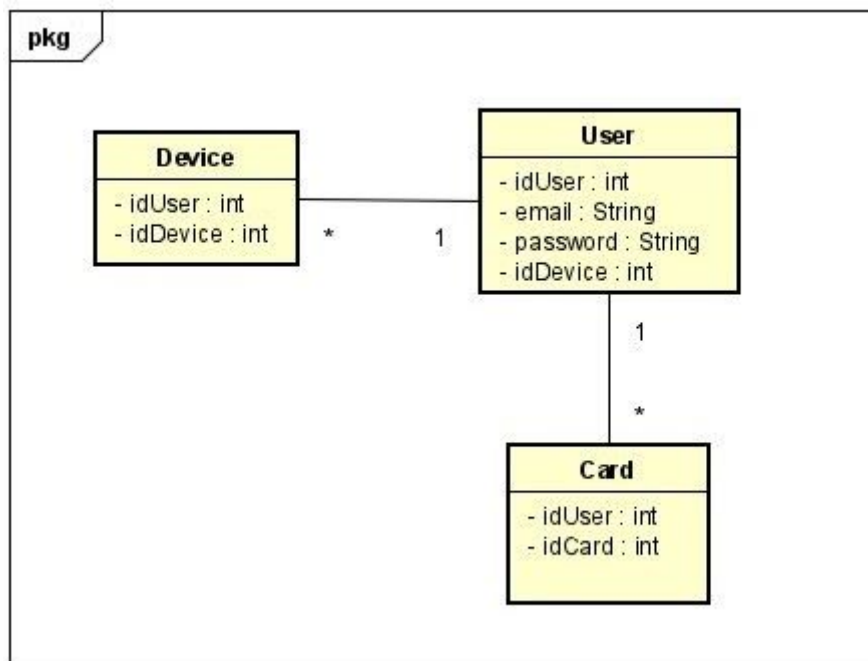 pkg
Device
- idUser : int
- idDevice : int
* 1
User
- idUser : int
- email : String
- password : String
- idDevice : int
1
*
Card
- idUser : int
- idCard : int